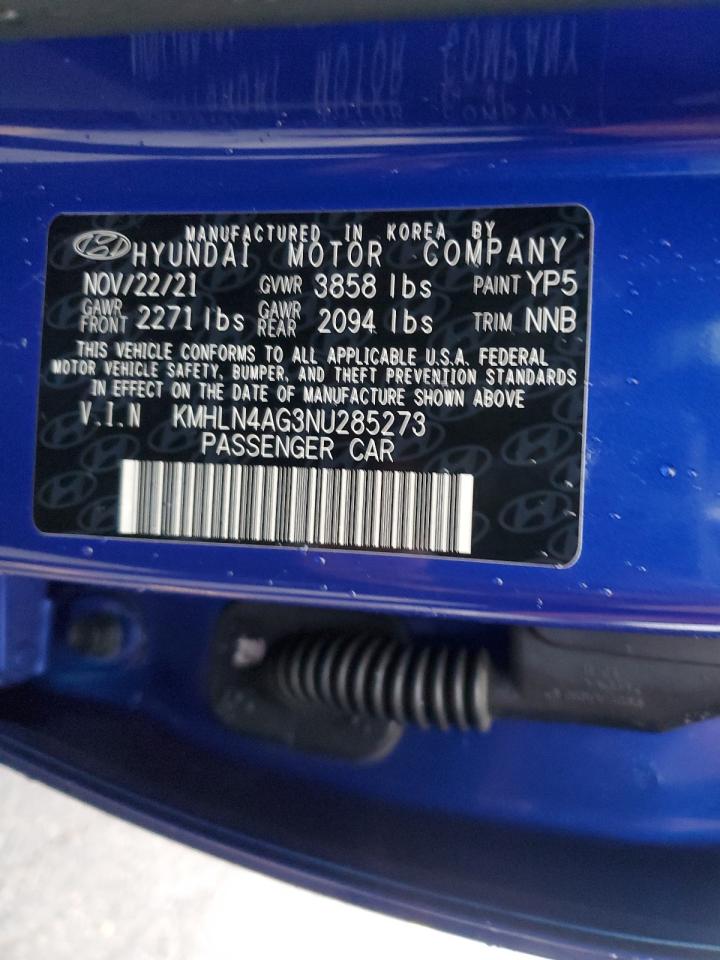 MANUFACTURED IN KOREA BY
HYUNDAI MOTOR COMPANY
NOV/22/21 GVWR 3858 lbs PAINT YP5
GAWR FRONT 2271 lbs GAWR REAR 2094 lbs TRIM NNB
THIS VEHICLE CONFORMS TO ALL APPLICABLE U.S.A. FEDERAL
MOTOR VEHICLE SAFETY, BUMPER, AND THEFT PREVENTION STANDARDS
IN EFFECT ON THE DATE OF MANUFACTURE SHOWN ABOVE
V.I.N KMHLN4AG3NU285273
PASSENGER CAR